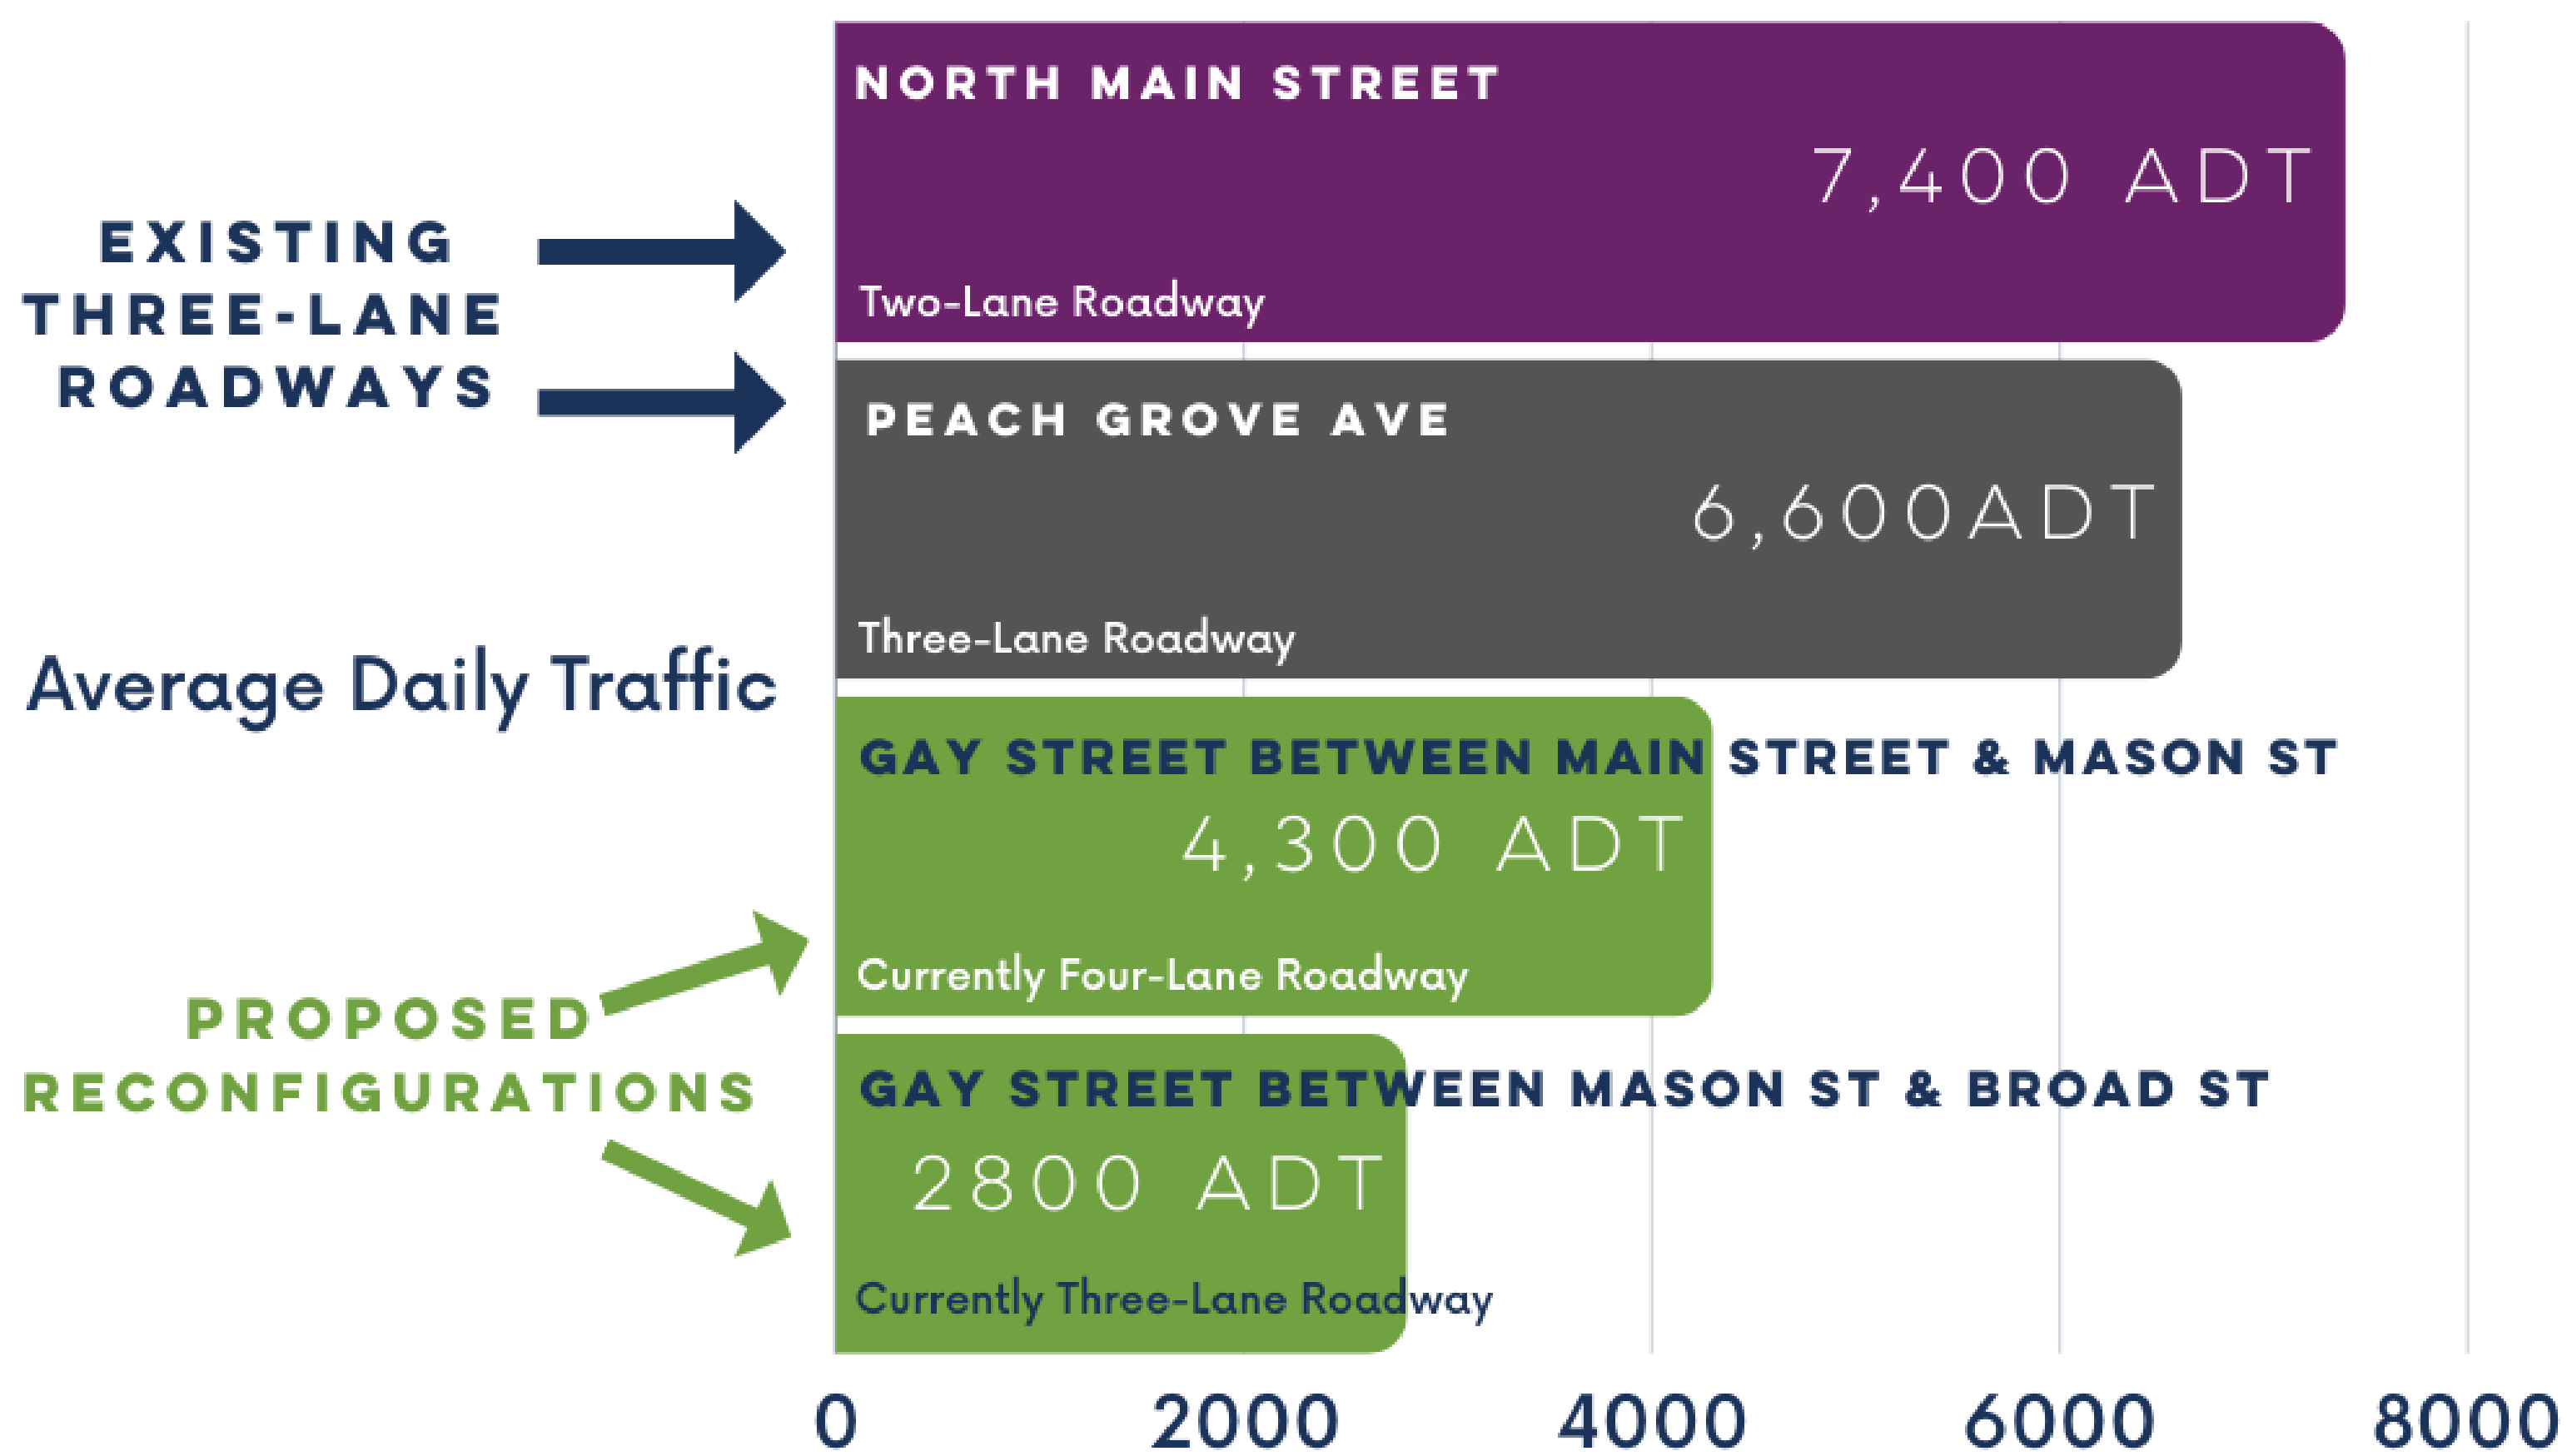 NORTH MAIN STREET
7,400 ADT
Two-Lane Roadway
EXISTING
THREE-LANE
ROADWAYS
PEACH GROVE AVE
6,600ADT
Three-Lane Roadway
Average Daily Traffic
GAY STREET BETWEEN MAIN STREET & MASON ST
4,300 ADT
Currently Four-Lane Roadway
PROPOSED
RECONFIGURATIONS
GAY STREET BETWEEN MASON ST & BROAD ST
2800 ADT
Currently Three-Lane Roadway
0 2000 4000 6000 8000